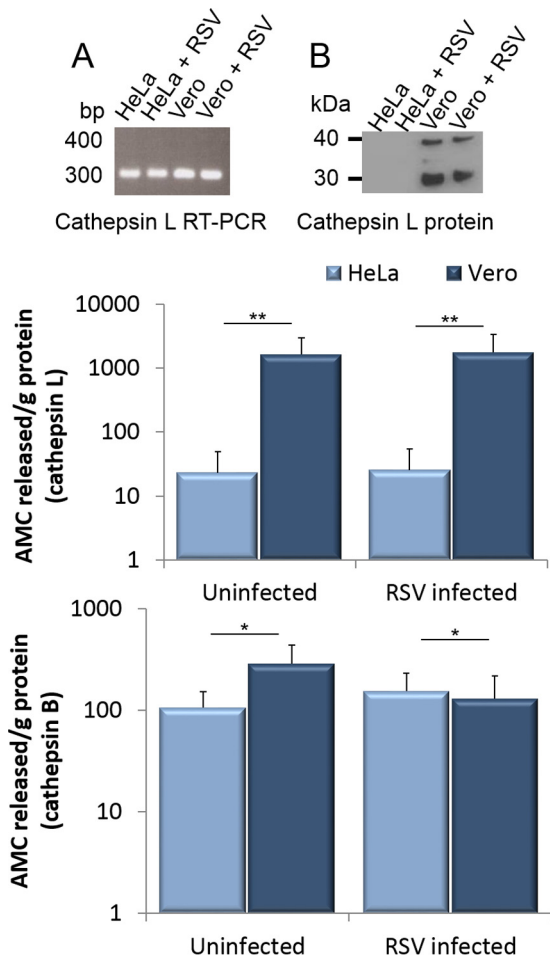 A
HeLa
HeLa + RSV
Vero
Vero + RSV
bp
400
300
Cathepsin L RT-PCR
B
HeLa
HeLa + RSV
Vero
Vero + RSV
kDa
40
30
Cathepsin L protein
HeLa
Vero
AMC released/g protein
(cathepsin L)
10000
1000
100
10
1
**
**
Uninfected
RSV infected
AMC released/g protein
(cathepsin B)
1000
100
10
1
*
*
Uninfected
RSV infected